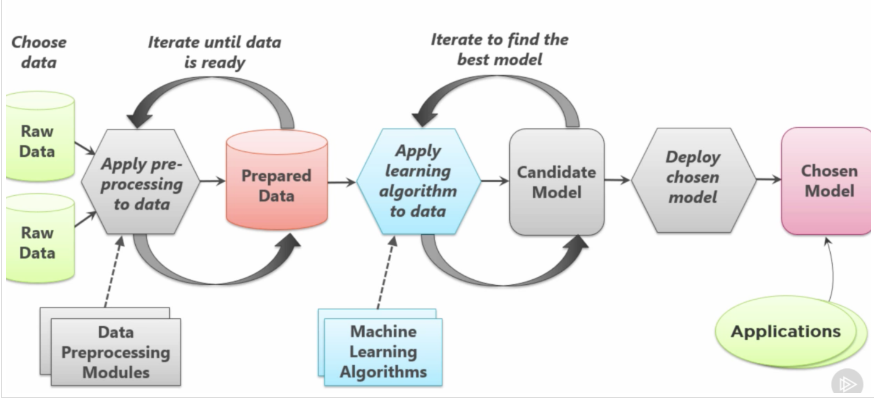 Choose
data
Iterate until data
is ready
Iterate to find the
best model
Raw
Data
Raw
Data
Apply pre-
processing
to data
Prepared
Data
Apply
learning
algorithm
to data
Candidate
Model
Deploy
chosen
model
Chosen
Model
Data
Preprocessing
Modules
Machine
Learning
Algorithms
Applications